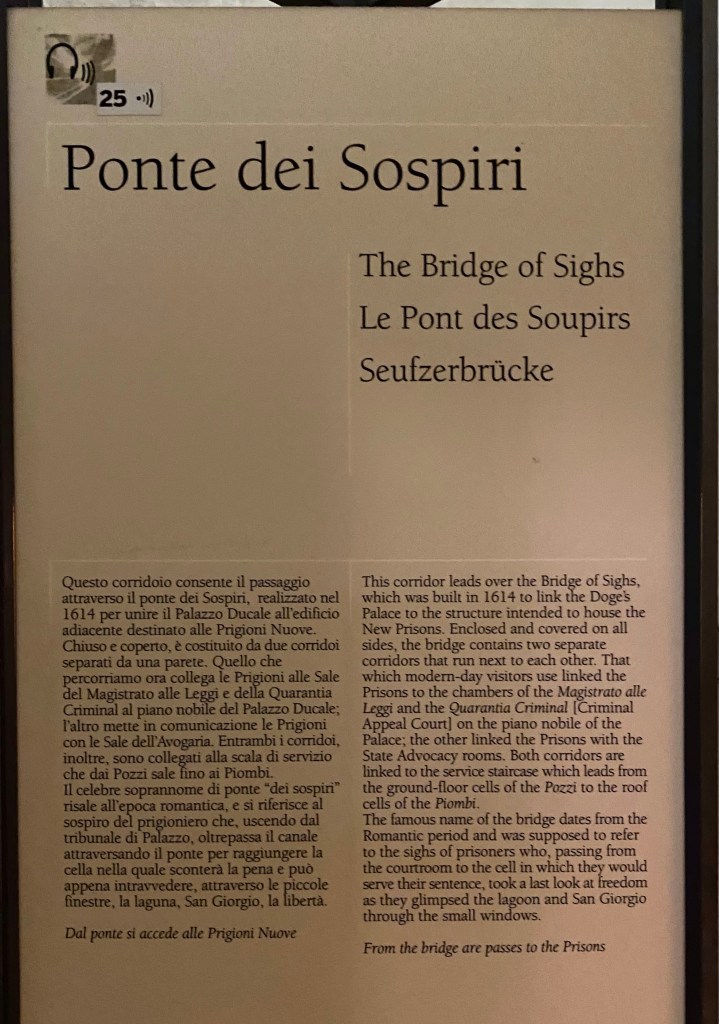 25
Ponte dei Sospiri
The Bridge of Sighs
Le Pont des Soupirs
Seufzerbrücke
Questo corridoio consente il passaggio
attraverso il ponte dei Sospiri, realizzato nel
1614 per unire il Palazzo Ducale all'edificio
adiacente destinato alle Prigioni Nuove.
Chiuso e coperto, è costituito da due corridoi
separati da una parete. Quello che
percorriamo ora collega le Prigioni alle Sale
del Magistrato alle Leggi e della Quarantia
Criminal al piano nobile del Palazzo Ducale;
l'altro mette in comunicazione le Prigioni
con le Sale dell'Avogaria. Entrambi i corridoi,
inoltre, sono collegati alla scala di servizio
che dai Pozzi sale fino ai Piombi.
Il celebre soprannome di ponte "dei sospiri"
risale all'epoca romantica, e si riferisce al
sospiro del prigioniero che, uscendo dal
tribunale di Palazzo, oltrepassa il canale
attraversando il ponte per raggiungere la
cella nella quale sconterà la pena e può
appena intravvedere, attraverso le piccole
finestre, la laguna, San Giorgio, la libertà.
Dal ponte si accede alle Prigioni Nuove
This corridor leads over the Bridge of Sighs,
which was built in 1614 to link the Doge's
Palace to the structure intended to house the
New Prisons. Enclosed and covered on all
sides, the bridge contains two separate
corridors that run next to each other. That
which modern-day visitors use linked the
Prisons to the chambers of the Magistrato alle
Leggi and the Quarantia Criminal [Criminal
Appeal Court] on the piano nobile of the
Palace; the other linked the Prisons with the
State Advocacy rooms. Both corridors are
linked to the service staircase which leads from
the ground-floor cells of the Pozzi to the roof
cells of the Piombi.
The famous name of the bridge dates from the
Romantic period and was supposed to refer
to the sighs of prisoners who, passing from
the courtroom to the cell in which they would
serve their sentence, took a last look at freedom
as they glimpsed the lagoon and San Giorgio
through the small windows.
From the bridge are passes to the Prisons